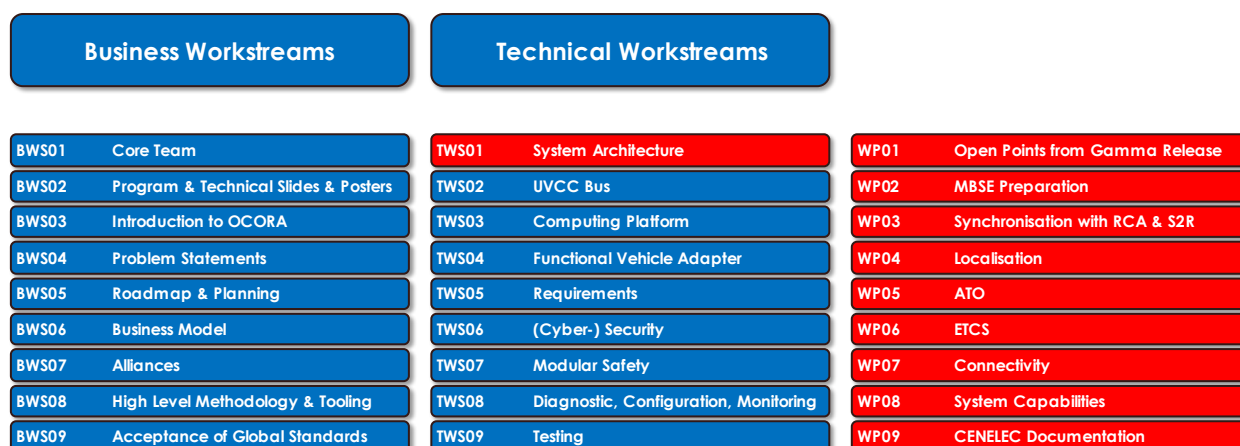 Business Workstreams
Technical Workstreams
BWS01 Core Team
BWS02 Program & Technical Slides & Posters
BWS03 Introduction to OCORA
BWS04 Problem Statements
BWS05 Roadmap & Planning
BWS06 Business Model
BWS07 Alliances
BWS08 High Level Methodology & Tooling
BWS09 Acceptance of Global Standards
TWS01 System Architecture
TWS02 UVCC Bus
TWS03 Computing Platform
TWS04 Functional Vehicle Adapter
TWS05 Requirements
TWS06 (Cyber-) Security
TWS07 Modular Safety
TWS08 Diagnostic, Configuration, Monitoring
TWS09 Testing
WP01 Open Points from Gamma Release
WP02 MBSE Preparation
WP03 Synchronisation with RCA & S2R
WP04 Localisation
WP05 ATO
WP06 ETCS
WP07 Connectivity
WP08 System Capabilities
WP09 CENELEC Documentation